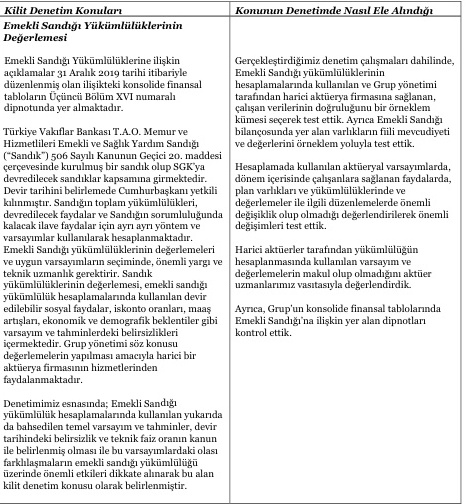 Kilit Denetim Konuları
Konunun Denetimde Nasıl Ele Alındığı
Emekli Sandığı Yükümlülüklerinin
Değerlemesi
Emekli Sandığı Yükümlülüklerine ilişkin
açıklamalar 31 Aralık 2019 tarihi itibariyle
düzenlenmiş olan ilişikteki konsolide finansal
tabloların Üçüncü Bölüm XVI numaralı
dipnotunda yer almaktadır.
Türkiye Vakıflar Bankası T.A.O. Memur ve
Hizmetlileri Emekli ve Sağlık Yardım Sandığı
(“Sandık”) 506 Sayılı Kanunun Geçici 20. maddesi
çerçevesinde kurulmuş bir sandık olup SGK’ya
devredilecek sandıklar kapsamına girmektedir.
Devir tarihini belirlemede Cumhurbaşkanı yetkili
kılınmıştır. Sandığın toplam yükümlülükleri,
devredilecek faydalar ve Sandığın sorumluluğunda
kalacak ilave faydalar için ayrı ayrı yöntem ve
varsayımlar kullanılarak hesaplanmaktadır.
Emekli Sandığı yükümlülüklerinin değerlemeleri
ve uygun varsayımların seçiminde, önemli yargı ve
teknik uzmanlık gerektirir. Sandık
yükümlülüklerinin değerlemesi, emekli sandığı
yükümlülük hesaplamalarında kullanılan devir
edilebilir sosyal faydalar, iskonto oranları, maaş
artışları, ekonomik ve demografik beklentiler gibi
varsayım ve tahminlerdeki belirsizlikleri
içermektedir. Grup yönetimi söz konusu
değerlemelerin yapılması amacıyla harici bir
aktüerya firmasının hizmetlerinden
faydalanmaktadır.
Denetimimiz esnasında; Emekli Sandığı
yükümlülük hesaplamalarında kullanılan yukarıda
da bahsedilen temel varsayım ve tahminler, devir
tarihindeki belirsizlik ve teknik faiz oranın kanun
ile belirlenmiş olması ile bu varsayımlardaki olası
farklılaşmaların emekli sandığı yükümlülüğü
üzerinde önemli etkileri dikkate alınarak bu alan
kilit denetim konusu olarak belirlenmiştir.
Gerçekleştirdiğimiz denetim çalışmaları dahilinde,
Emekli Sandığı yükümlülüklerinin
hesaplamalarında kullanılan ve Grup yönetimi
tarafından harici aktüerya firmasına sağlanan,
çalışan verilerinin doğruluğunu bir örneklem
kümesi seçerek test ettik. Ayrıca Emekli Sandığı
bilançosunda yer alan varlıkların fiili mevcudiyeti
ve değerlerini örneklem yoluyla test ettik.
Hesaplamada kullanılan aktüeryal varsayımlarda,
dönem içerisinde çalışanlara sağlanan faydalarda,
plan varlıkları ve yükümlülüklerinde ve
değerlemeler ile ilgili düzenlemelerde önemli
değişiklik olup olmadığı değerlendirilerek önemli
değişimleri test ettik.
Harici aktüerler tarafından yükümlülüğün
hesaplanmasında kullanılan varsayım ve
değerlemelerin makul olup olmadığını aktüer
uzmanlarımız vasıtasıyla değerlendirdik.
Ayrıca, Grup’un konsolide finansal tablolarında
Emekli Sandığı’na ilişkin yer alan dipnotları
kontrol ettik.